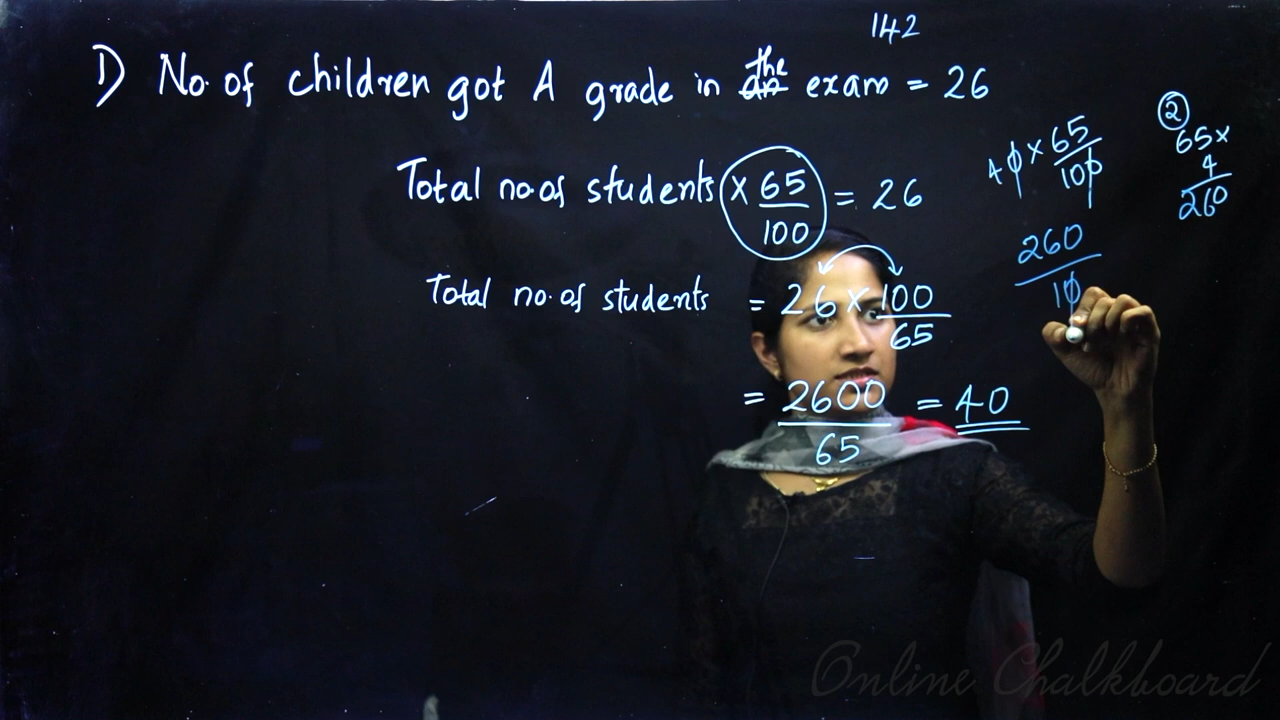 142
1) No. of children got A grade in the exam = 26
Total no of students × 65/100 = 26
Total no. of students = 26 × 100/65
= 2600/65 = 40
40 × 65/100
260/10
2
65 ×
4
260
Online Chalkboard